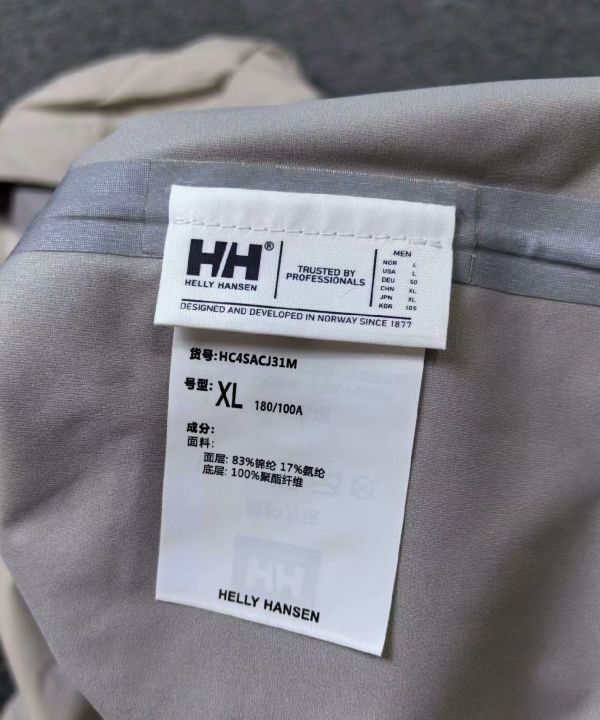 HH®
HELLY HANSEN
TRUSTED BY
PROFESSIONALS
MEN
NOR L
USA L
DEU 50
CHN XL
JPN XL
KOR 105
DESIGNED AND DEVELOPED IN NORWAY SINCE 1877
货号:HC4SACJ31M
号型: XL 180/100A
成分:
面料:
面层: 83%锦纶 17%氨纶
底层: 100%聚酯纤维
HELLY HANSEN